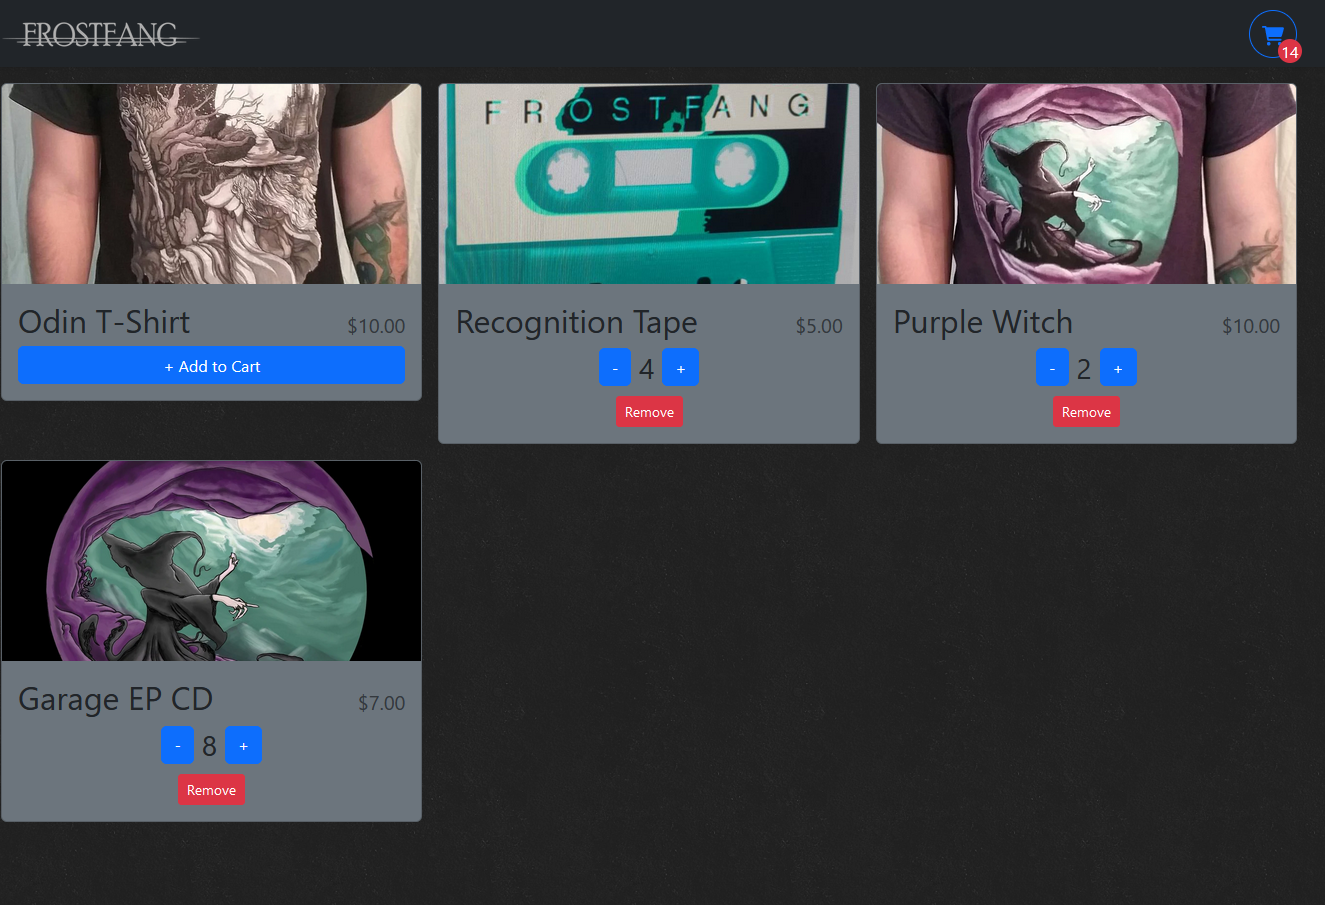 FROSTFANG
14
FROSTFANG
Odin T-Shirt
$10.00
+ Add to Cart
Recognition Tape
$5.00
- 4 +
Remove
Purple Witch
$10.00
- 2 +
Remove
Garage EP CD
$7.00
- 8 +
Remove